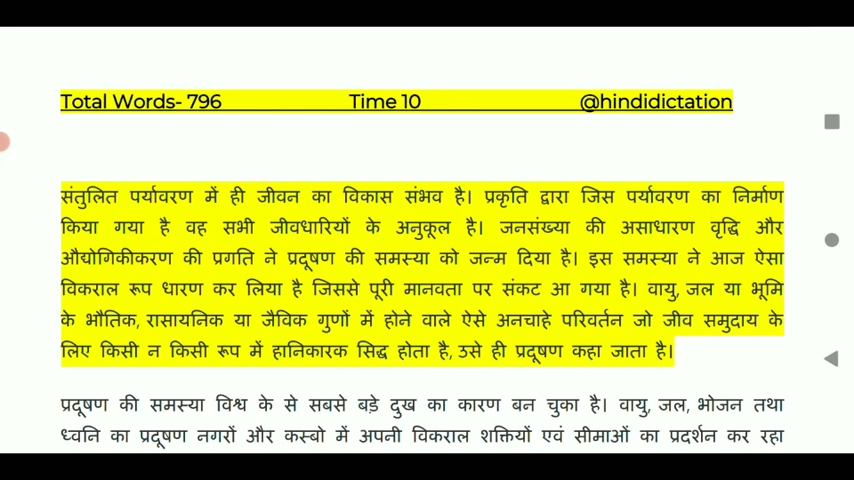 Total Words- 796 Time 10 @hindidictation
संतुलित पर्यावरण में ही जीवन का विकास संभव है। प्रकृति द्वारा जिस पर्यावरण का निर्माण
किया गया है वह सभी जीवधारियों के अनुकूल है। जनसंख्या की असाधारण वृद्धि और
औद्योगिकीकरण की प्रगति ने प्रदूषण की समस्या को जन्म दिया है। इस समस्या ने आज ऐसा
विकराल रूप धारण कर लिया है जिससे पूरी मानवता पर संकट आ गया है। वायु, जल या भूमि
के भौतिक, रासायनिक या जैविक गुणों में होने वाले ऐसे अनचाहे परिवर्तन जो जीव समुदाय के
लिए किसी न किसी रूप में हानिकारक सिद्ध होता है, उसे ही प्रदूषण कहा जाता है।
प्रदूषण की समस्या विश्व के से सबसे बड़े दुख का कारण बन चुका है। वायु, जल, भोजन तथा
ध्वनि का प्रदूषण नगरों और कस्बो में अपनी विकराल शक्तियों एवं सीमाओं का प्रदर्शन कर रहा